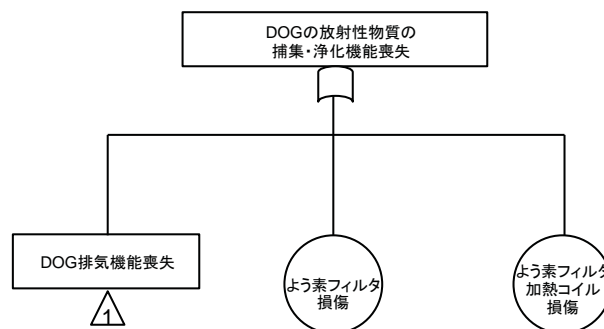 DOGの放射性物質の
捕集・浄化機能喪失
DOG排気機能喪失
1
よう素フィルタ
損傷
よう素フィルタ
加熱コイル
損傷